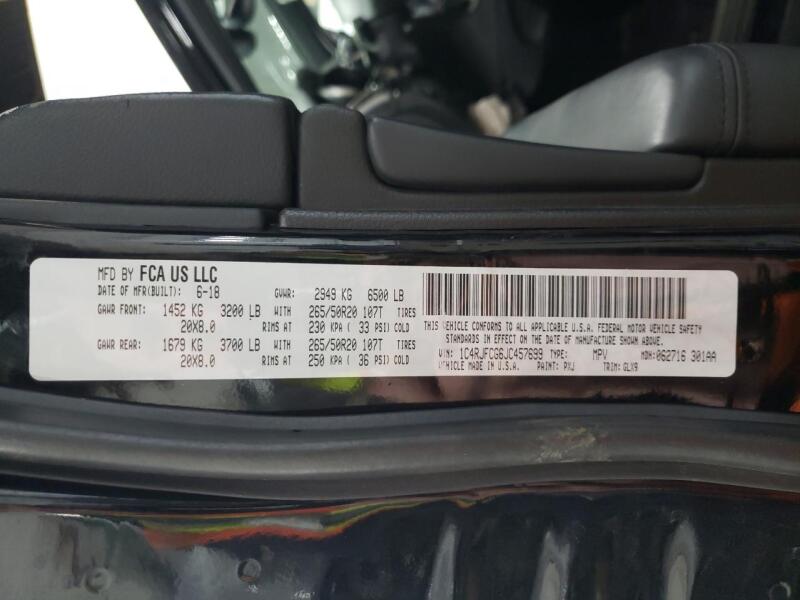 MFD BY FCA US LLC
DATE OF MFR(BUILT): 6-18 GVWR: 2949 KG 6500 LB
GAWR FRONT: 1452 KG 3200 LB WITH 265/50R20 107T TIRES
20X8.0 RIMS AT 230 KPA ( 33 PSI) COLD
GAWR REAR: 1679 KG 3700 LB WITH 265/50R20 107T TIRES
20X8.0 RIMS AT 250 KPA ( 36 PSI) COLD
THIS VEHICLE CONFORMS TO ALL APPLICABLE U.S.A. FEDERAL MOTOR VEHICLE SAFETY
STANDARDS IN EFFECT ON THE DATE OF MANUFACTURE SHOWN ABOVE.
VIN: 1C4RJFCG6JC457699 TYPE: MPV MDH:062716 301AA
VEHICLE MADE IN U.S.A. PAINT: PXJ TRIM: GLX9